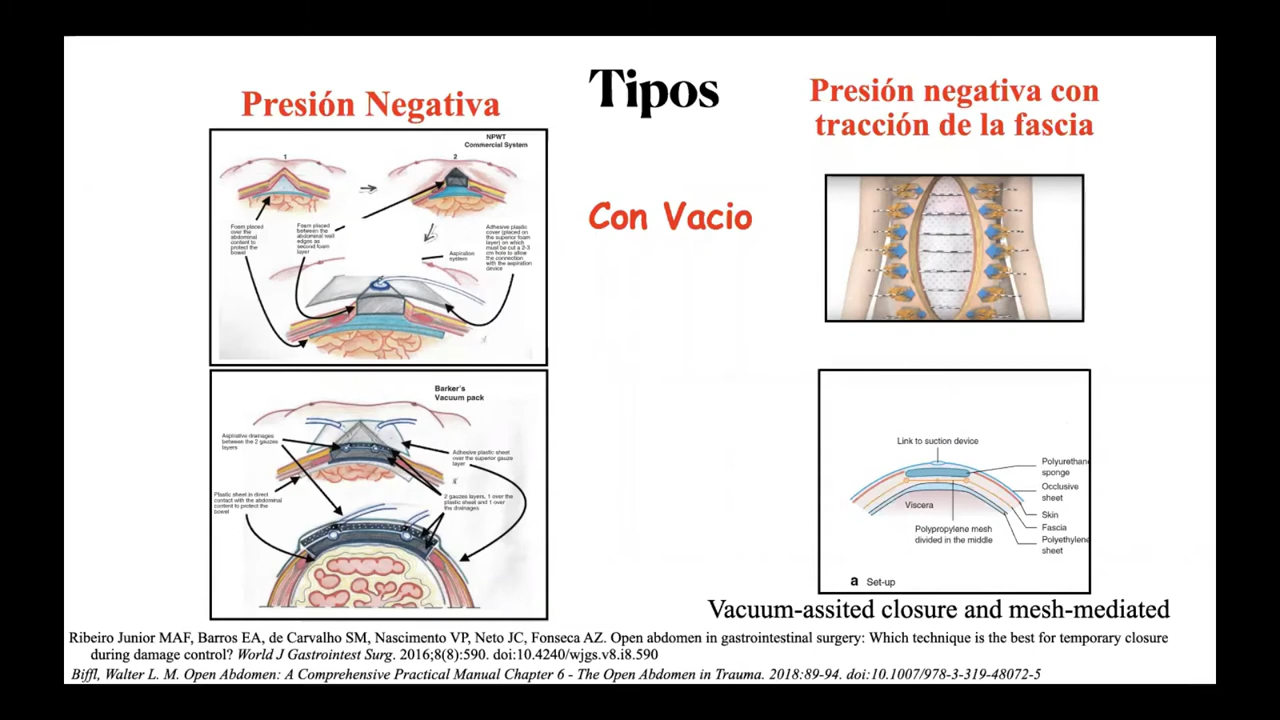 Tipos
Presión Negativa
Presión negativa con
tracción de la fascia
Con Vacio
NPWT
Commercial System
1
2
Foam placed
over the
abdominal
content to
protect the
bowel
Foam placed
between the
abdominal wall
edges as
second foam
layer
Aspiration
system
Adhesive plastic
cover (placed on
the superior foam
layer) on which
must be cut a 2-3
cm hole to allow
the connection
with the aspiration
device
Barker's
Vacuum pack
Aspirative drainages
between the 2 gauzes
layers
Adhesive plastic sheet
over the superior gauze
layer
Plastic sheet in direct
contact with the abdominal
content to protect the
bowel
2 gauzes layers, 1 over the
plastic sheet and 1 over
the drainages
Link to suction device
Polyurethane
sponge
Occlusive
sheet
Skin
Fascia
Polyethylene
sheet
Viscera
Polypropylene mesh
divided in the middle
a Set-up
Vacuum-assited closure and mesh-mediated
Ribeiro Junior MAF, Barros EA, de Carvalho SM, Nascimento VP, Neto JC, Fonseca AZ. Open abdomen in gastrointestinal surgery: Which technique is the best for temporary closure
during damage control? World J Gastrointest Surg. 2016;8(8):590. doi:10.4240/wjgs.v8.i8.590
Biffl, Walter L. M. Open Abdomen: A Comprehensive Practical Manual Chapter 6 - The Open Abdomen in Trauma. 2018:89-94. doi:10.1007/978-3-319-48072-5